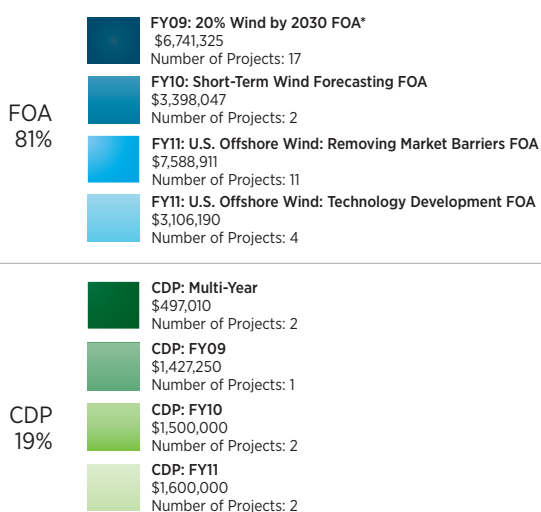 FOA
81%
FY09: 20% Wind by 2030 FOA*
$6,741,325
Number of Projects: 17
FY10: Short-Term Wind Forecasting FOA
$3,398,047
Number of Projects: 2
FY11: U.S. Offshore Wind: Removing Market Barriers FOA
$7,588,911
Number of Projects: 11
FY11: U.S. Offshore Wind: Technology Development FOA
$3,106,190
Number of Projects: 4
CDP
19%
CDP: Multi-Year
$497,010
Number of Projects: 2
CDP: FY09
$1,427,250
Number of Projects: 1
CDP: FY10
$1,500,000
Number of Projects: 2
CDP: FY11
$1,600,000
Number of Projects: 2